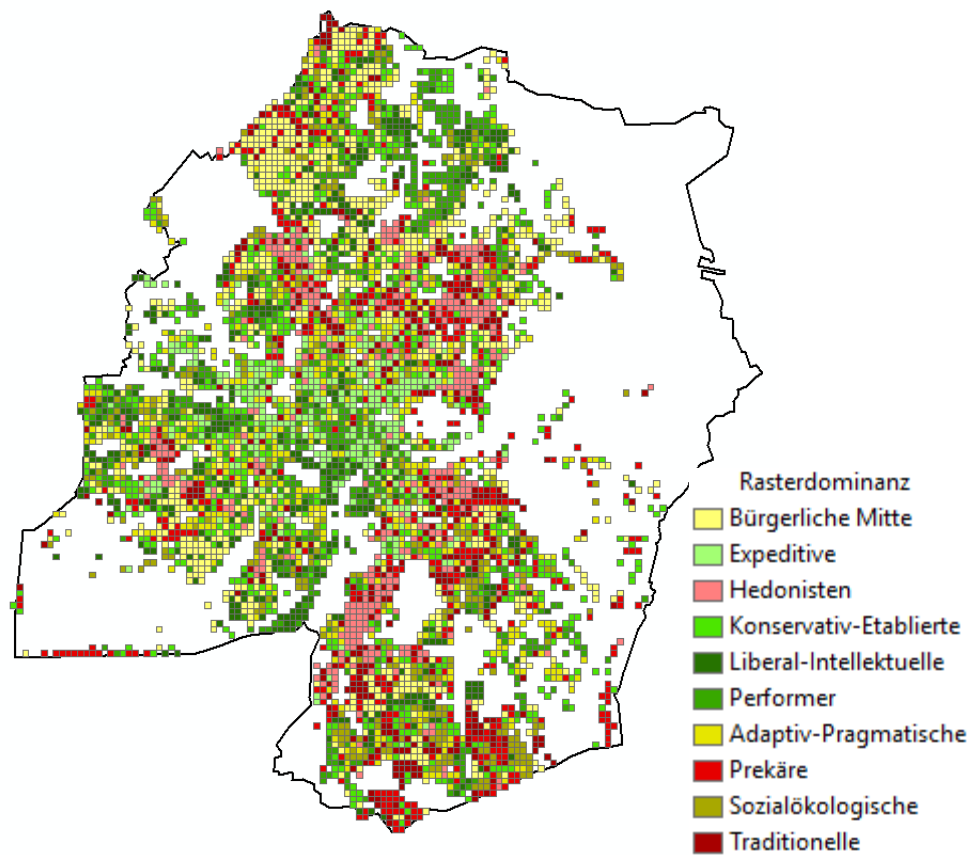 Rasterdominanz
Bürgerliche Mitte
Expeditive
Hedonisten
Konservativ-Etablierte
Liberal-Intellektuelle
Performer
Adaptiv-Pragmatische
Prekäre
Sozialökologische
Traditionelle